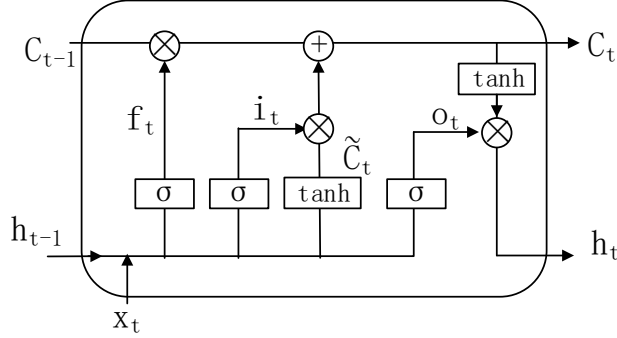 C_{t-1} ⊗ + C_t
tanh
f_t i_t ⊗ o_t ⊗
C̃_t
σ σ tanh σ
h_{t-1} h_t
x_t